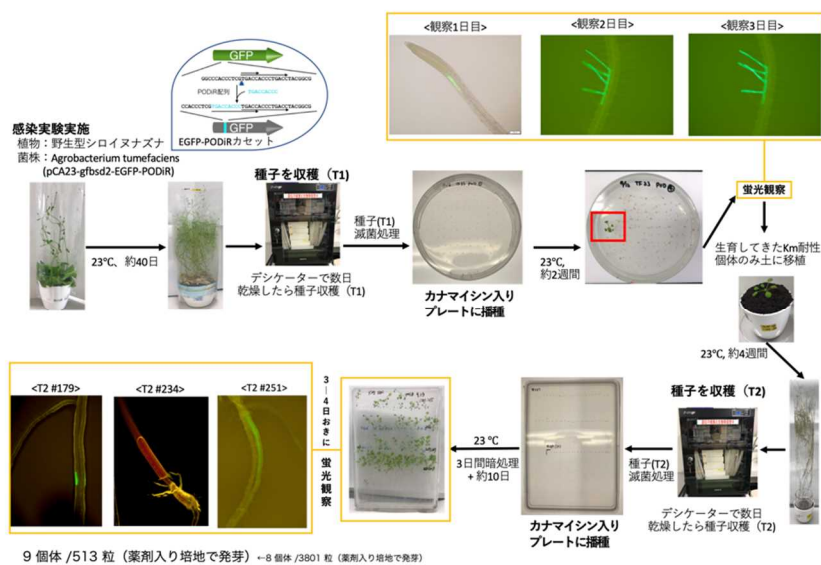 <観察1日目>
<観察2日目>
<観察3日目>
GFP
GGCCCACCCTCGTGACCACCCTGACCTACGGCG
PODiR配列
TGACCACCC
CCACCCTCGTGACCACCCTGACCACCCTGACCTACGGCG
GFP
EGFP-PODiRカセット
感染実験実施
植物：野生型シロイヌナズナ
菌株：Agrobacterium tumefaciens
(pCA23-gfbsd2-EGFP-PODiR)
23℃、約40日
種子を収穫（T1)
デシケーターで数日
乾燥したら種子収穫（T1）
種子(T1)
滅菌処理
カナマイシン入り
プレートに播種
23℃,
約2週間
蛍光観察
生育してきたKm耐性
個体のみ土に移植
23℃, 約4週間
種子を収穫（T2)
デシケーターで数日
乾燥したら種子収穫（T2）
種子(T2)
滅菌処理
カナマイシン入り
プレートに播種
23 ℃
3日間暗処理
+ 約10日
3—4日おきに
蛍光観察
<T2 #179>
<T2 #234>
<T2 #251>
9 個体 /513 粒（薬剤入り培地で発芽）←8 個体 /3801 粒（薬剤入り培地で発芽）